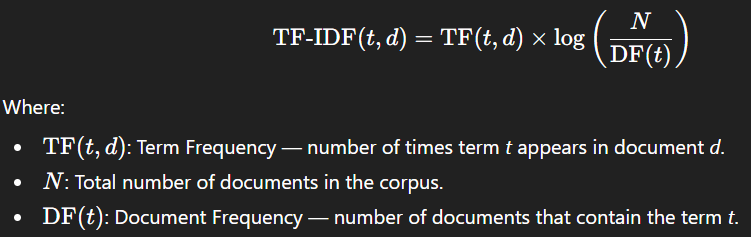 TF-IDF(t, d) = TF(t, d) × log (N / DF(t))
Where:
• TF(t, d): Term Frequency — number of times term t appears in document d.
• N: Total number of documents in the corpus.
• DF(t): Document Frequency — number of documents that contain the term t.